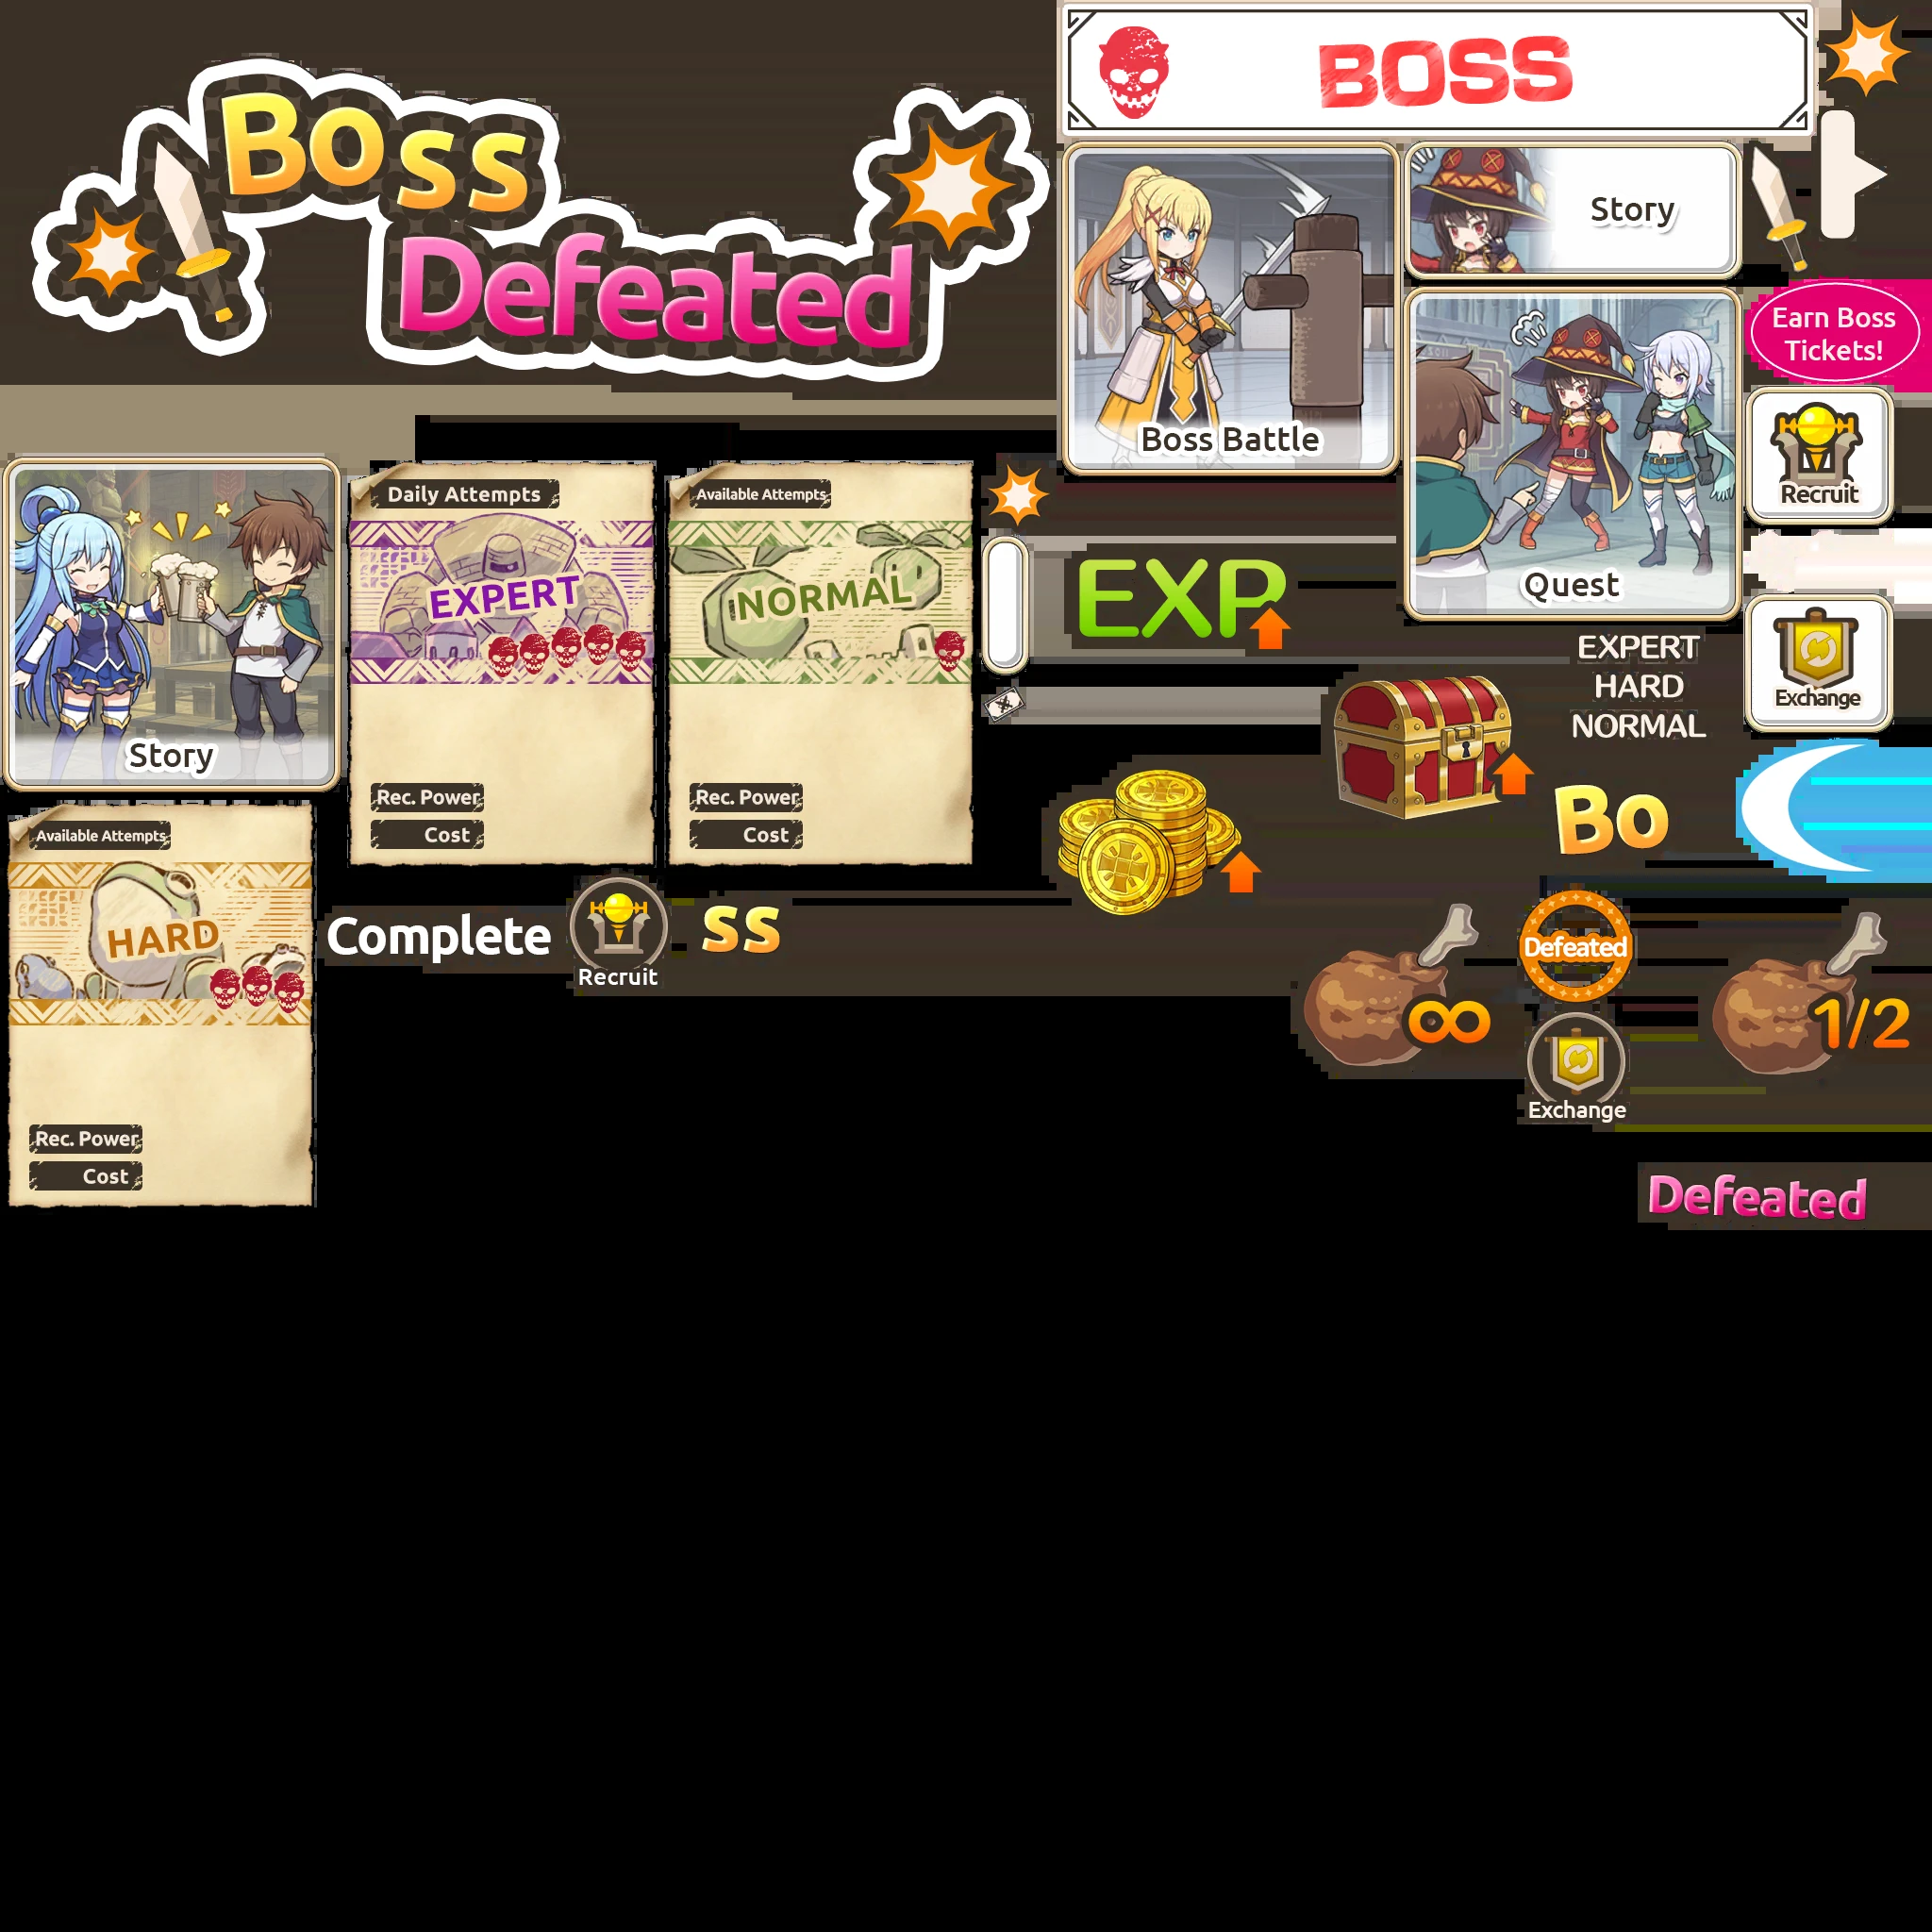 Boss
Defeated
BOSS
Boss Battle
Story
Quest
Earn Boss
Tickets!
Recruit
Exchange
Story
Daily Attempts
EXPERT
Rec. Power
Cost
Available Attempts
NORMAL
Rec. Power
Cost
EXP
EXPERT
HARD
NORMAL
Bo
Available Attempts
HARD
Rec. Power
Cost
Complete
Recruit
ss
∞
Defeated
1/2
Exchange
Defeated